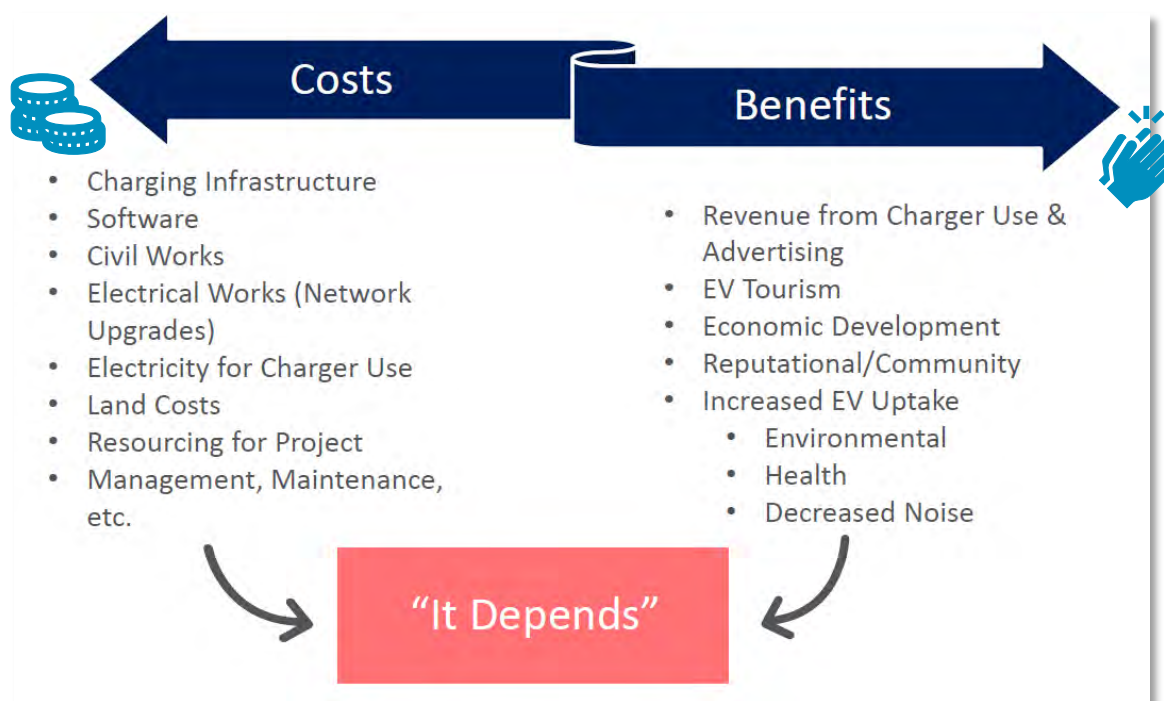 Costs
Benefits
• Charging Infrastructure
• Software
• Civil Works
• Electrical Works (Network
Upgrades)
• Electricity for Charger Use
• Land Costs
• Resourcing for Project
• Management, Maintenance,
etc.
• Revenue from Charger Use &
Advertising
• EV Tourism
• Economic Development
• Reputational/Community
• Increased EV Uptake
• Environmental
• Health
• Decreased Noise
“It Depends”